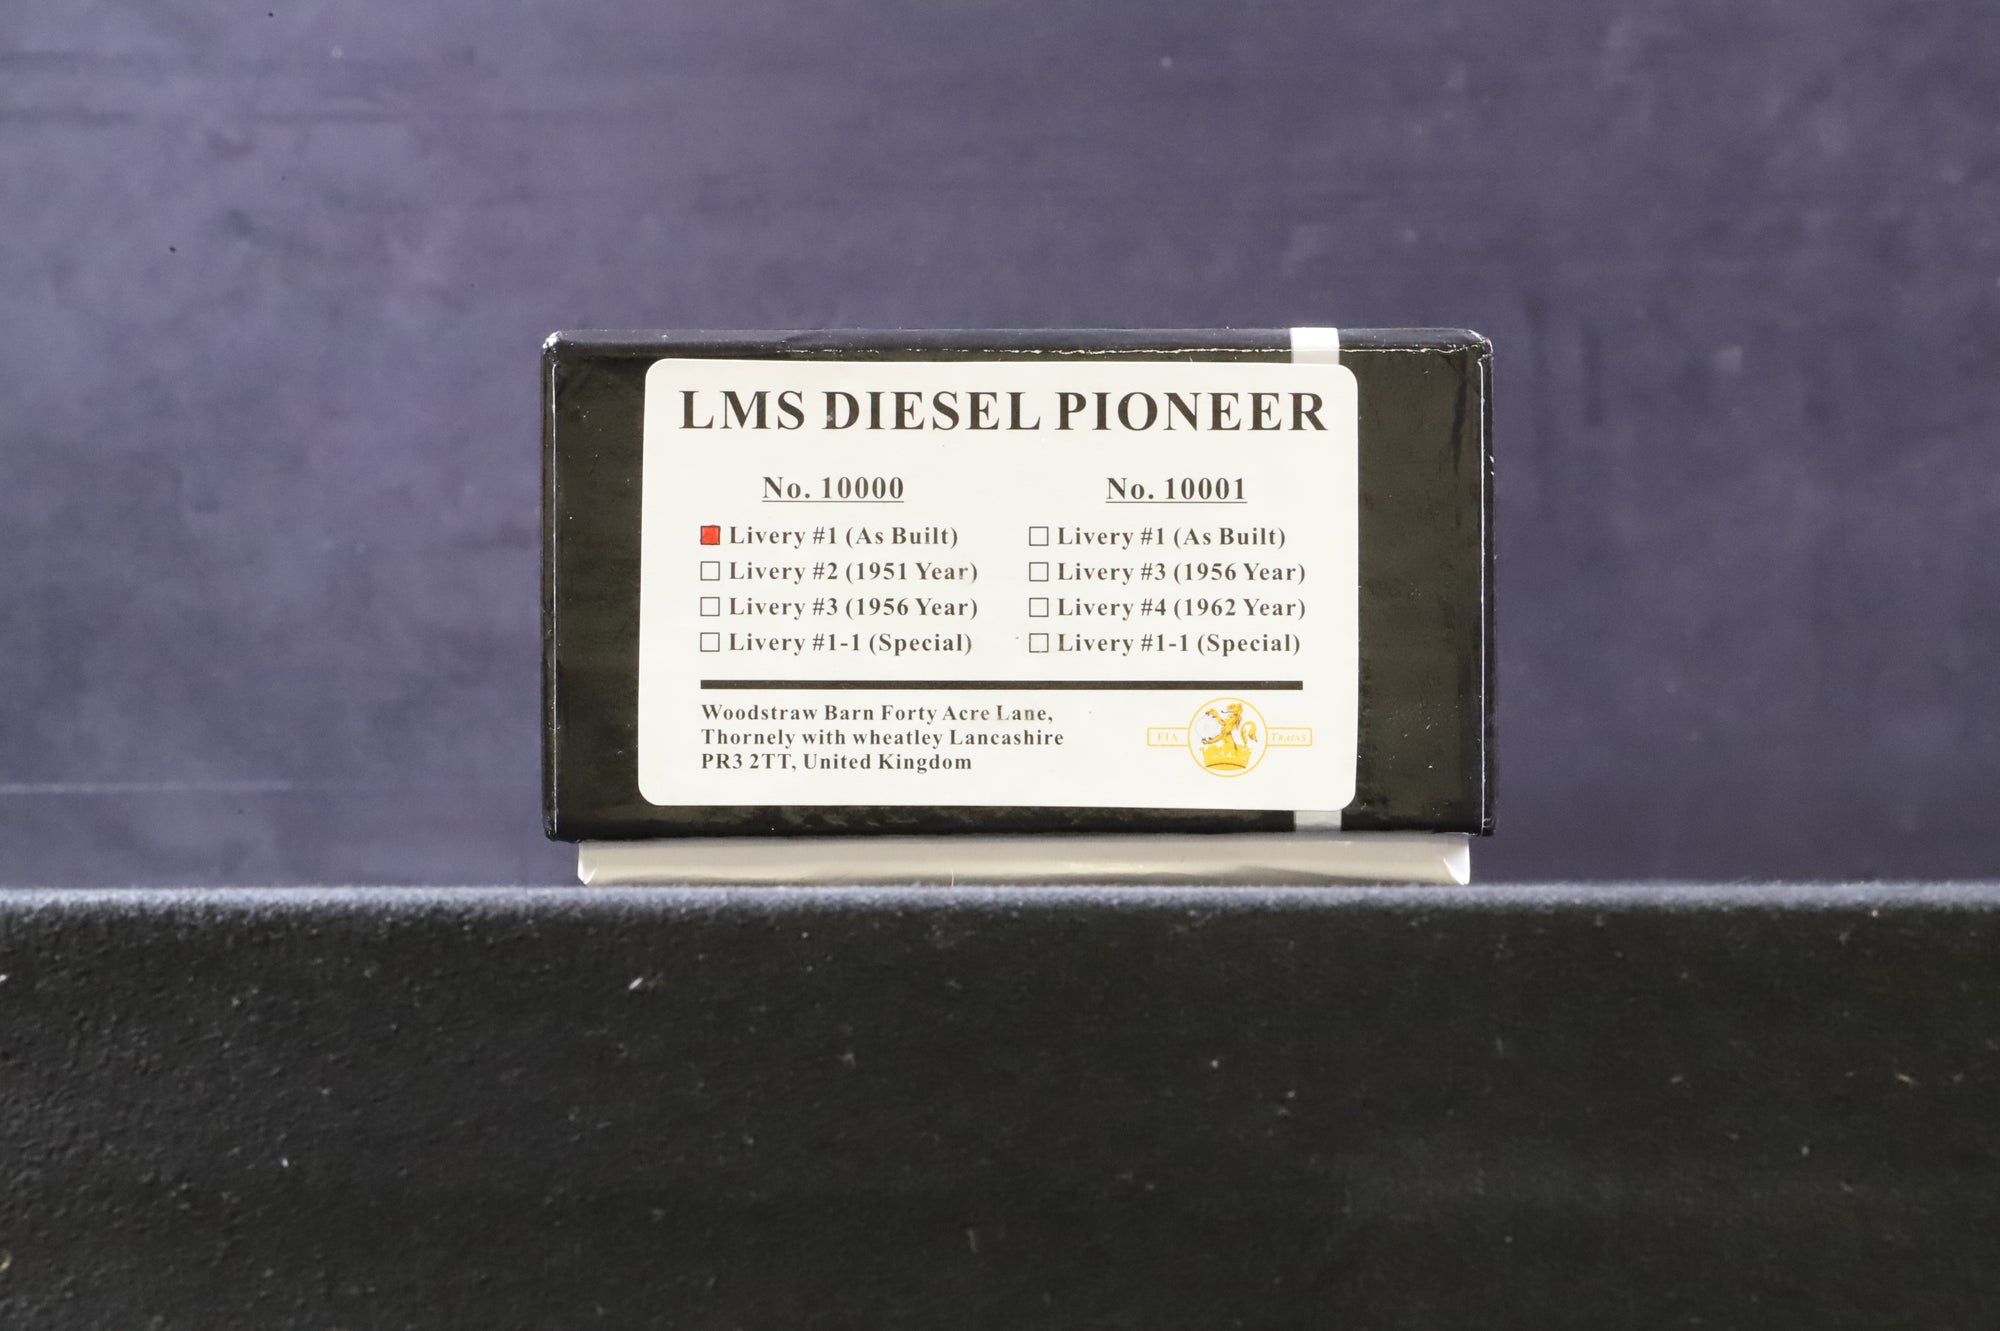 LMS DIESEL PIONEER
No. 10000
Livery #1 (As Built)
Livery #2 (1951 Year)
Livery #3 (1956 Year)
Livery #1-1 (Special)
No. 10001
Livery #1 (As Built)
Livery #3 (1956 Year)
Livery #4 (1962 Year)
Livery #1-1 (Special)
Woodstraw Barn Forty Acre Lane,
Thornely with wheatley Lancashire
PR3 2TT, United Kingdom
FIA TRAINS